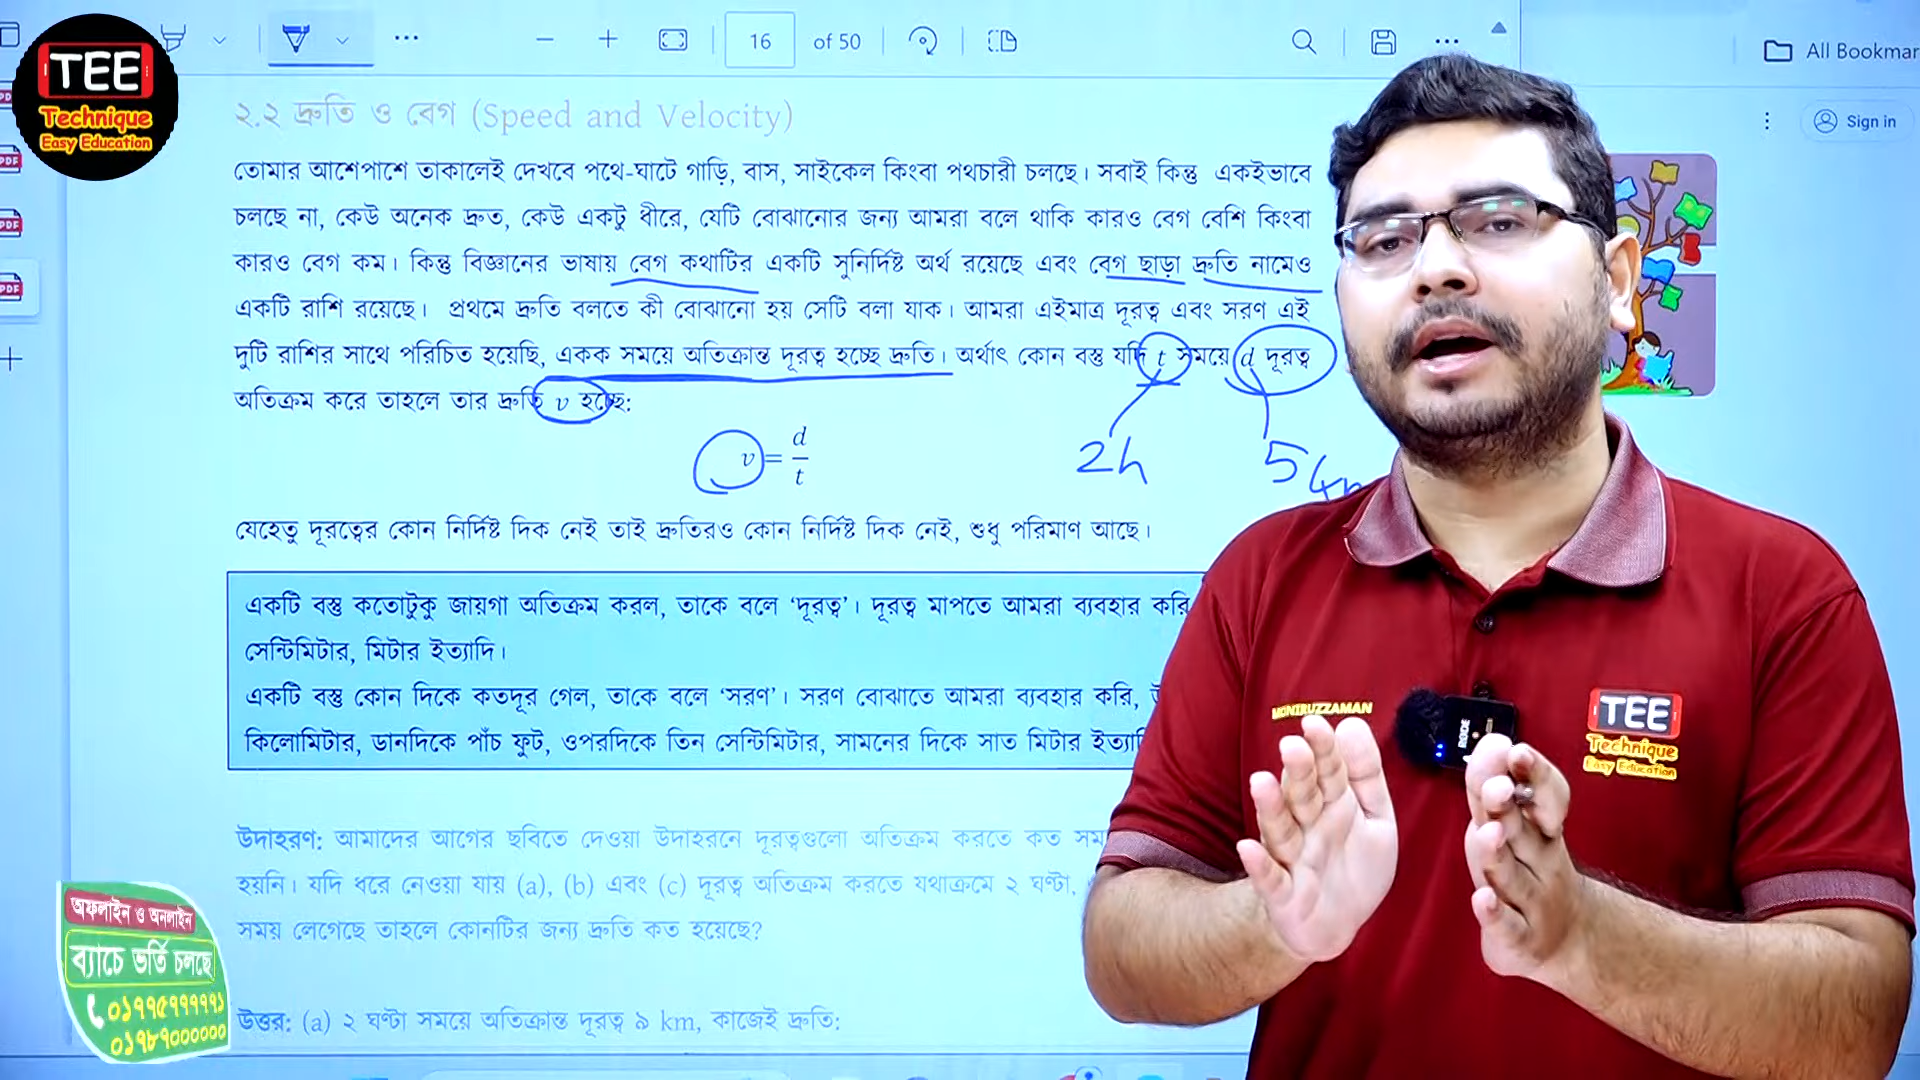 16 of 50
All Bookmar
Sign in
TEE
Technique
Easy Education
২.২ দ্রুতি ও বেগ (Speed and Velocity)
তোমার আশেপাশে তাকালেই দেখবে পথে-ঘাটে গাড়ি, বাস, সাইকেল কিংবা পথচারী চলছে। সবাই কিন্তু একইভাবে
চলছে না, কেউ অনেক দ্রুত, কেউ একটু ধীরে, যেটি বোঝানোর জন্য আমরা বলে থাকি কারও বেগ বেশি কিংবা
কারও বেগ কম। কিন্তু বিজ্ঞানের ভাষায় বেগ কথাটির একটি সুনির্দিষ্ট অর্থ রয়েছে এবং বেগ ছাড়া দ্রুতি নামেও
একটি রাশি রয়েছে। প্রথমে দ্রুতি বলতে কী বোঝানো হয় সেটি বলা যাক। আমরা এইমাত্র দূরত্ব এবং সরণ এই
দুটি রাশির সাথে পরিচিত হয়েছি, একক সময়ে অতিক্রান্ত দূরত্ব হচ্ছে দ্রুতি। অর্থাৎ কোন বস্তু যদি t সময়ে d দূরত্ব
অতিক্রম করে তাহলে তার দ্রুতি v হচ্ছে:
v = d/t
2h
5
যেহেতু দূরত্বের কোন নির্দিষ্ট দিক নেই তাই দ্রুতিরও কোন নির্দিষ্ট দিক নেই, শুধু পরিমাণ আছে।
একটি বস্তু কতোটুকু জায়গা অতিক্রম করল, তাকে বলে ‘দূরত্ব’। দূরত্ব মাপতে আমরা ব্যবহার করি
সেন্টিমিটার, মিটার ইত্যাদি।
একটি বস্তু কোন দিকে কতদূর গেল, তাকে বলে ‘সরণ’। সরণ বোঝাতে আমরা ব্যবহার করি,
কিলোমিটার, ডানদিকে পাঁচ ফুট, ওপরদিকে তিন সেন্টিমিটার, সামনের দিকে সাত মিটার
উদাহরণ: আমাদের আগের ছবিতে দেওয়া উদাহরনে দূরত্বগুলো অতিক্রম করতে কত
হয়নি। যদি ধরে নেওয়া যায় (a), (b) এবং (c) দূরত্ব অতিক্রম করতে যথাক্রমে ২ ঘণ্টা,
সময় লেগেছে তাহলে কোনটির জন্য দ্রুতি কত হয়েছে?
উত্তর: (a) ২ ঘণ্টা সময়ে অতিক্রান্ত দূরত্ব ৯ km, কাজেই দ্রুতি:
অফলাইন ও অনলাইন
ব্যাচে ভর্তি চলছে
০১৭৭৫৭৭৭৭৭১
০১৭৮৭০০০০০০
MONIRUZZAMAN
TEE
Technique
Easy Education
RODE